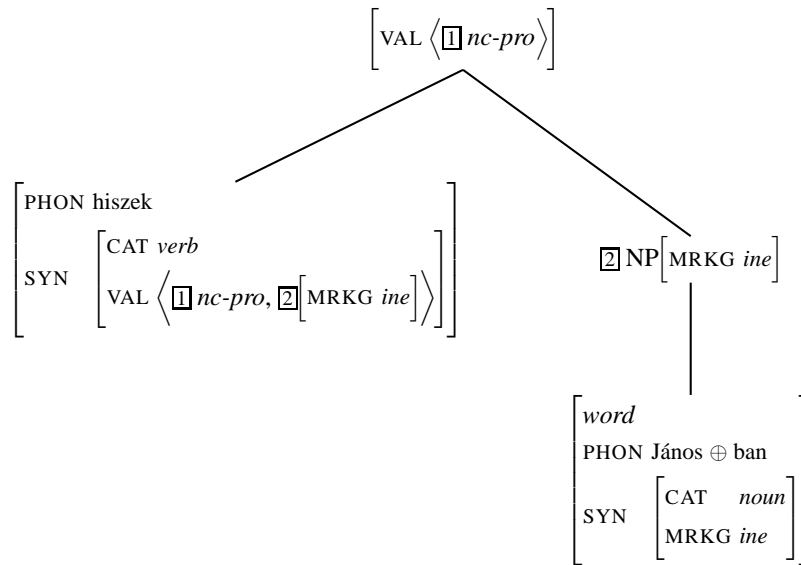 [VAL ⟨[1] nc-pro⟩]
PHON hiszek
SYN [CAT verb
VAL ⟨[1] nc-pro, [2][MRKG ine]⟩]
[2] NP[MRKG ine]
word
PHON János ⊕ ban
SYN [CAT noun
MRKG ine]